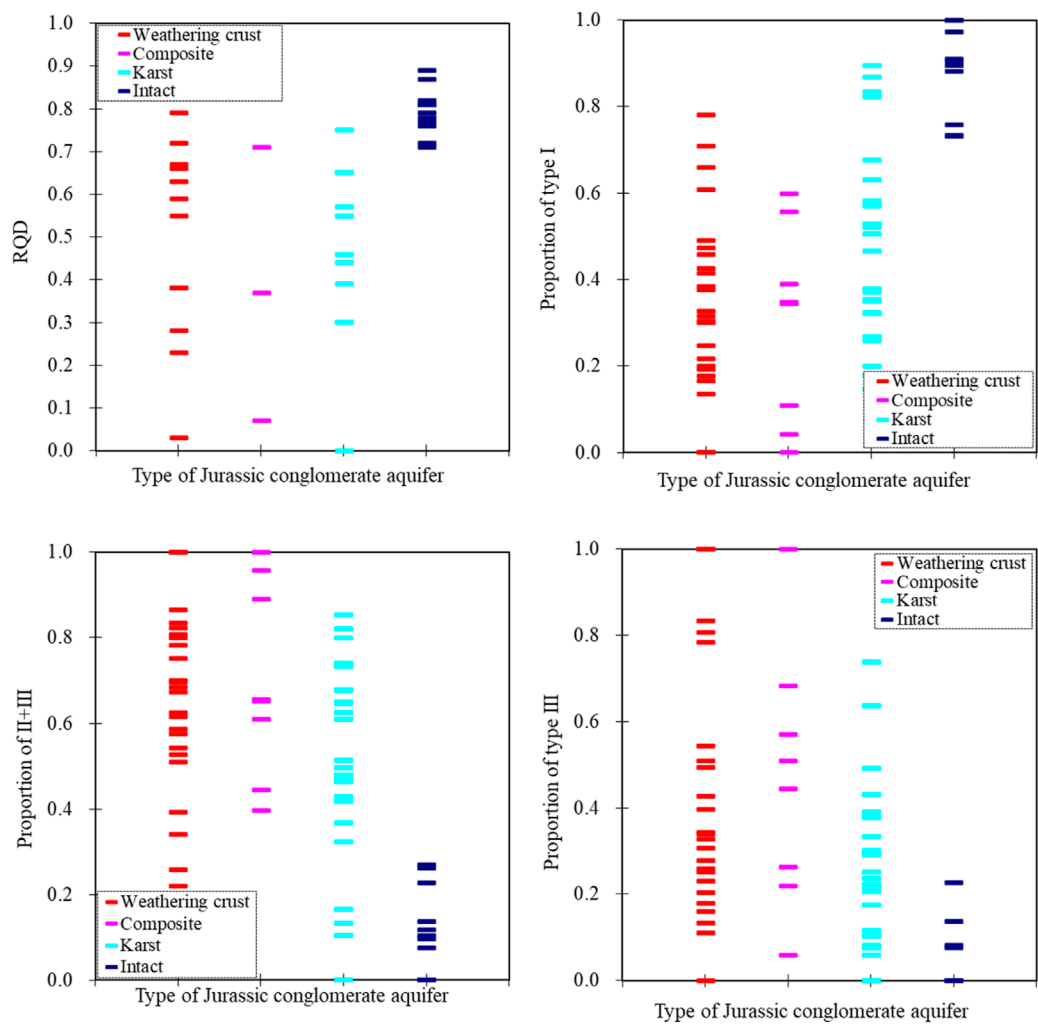 1.0
0.9
0.8
0.7
0.6
0.5
0.4
0.3
0.2
0.1
0.0
RQD
Weathering crust
Composite
Karst
Intact
Type of Jurassic conglomerate aquifer
1.0
0.8
0.6
0.4
0.2
0.0
Proportion of type I
Weathering crust
Composite
Karst
Intact
Type of Jurassic conglomerate aquifer
1.0
0.8
0.6
0.4
0.2
0.0
Proportion of II+III
Weathering crust
Composite
Karst
Intact
Type of Jurassic conglomerate aquifer
1.0
0.8
0.6
0.4
0.2
0.0
Proportion of type III
Weathering crust
Composite
Karst
Intact
Type of Jurassic conglomerate aquifer